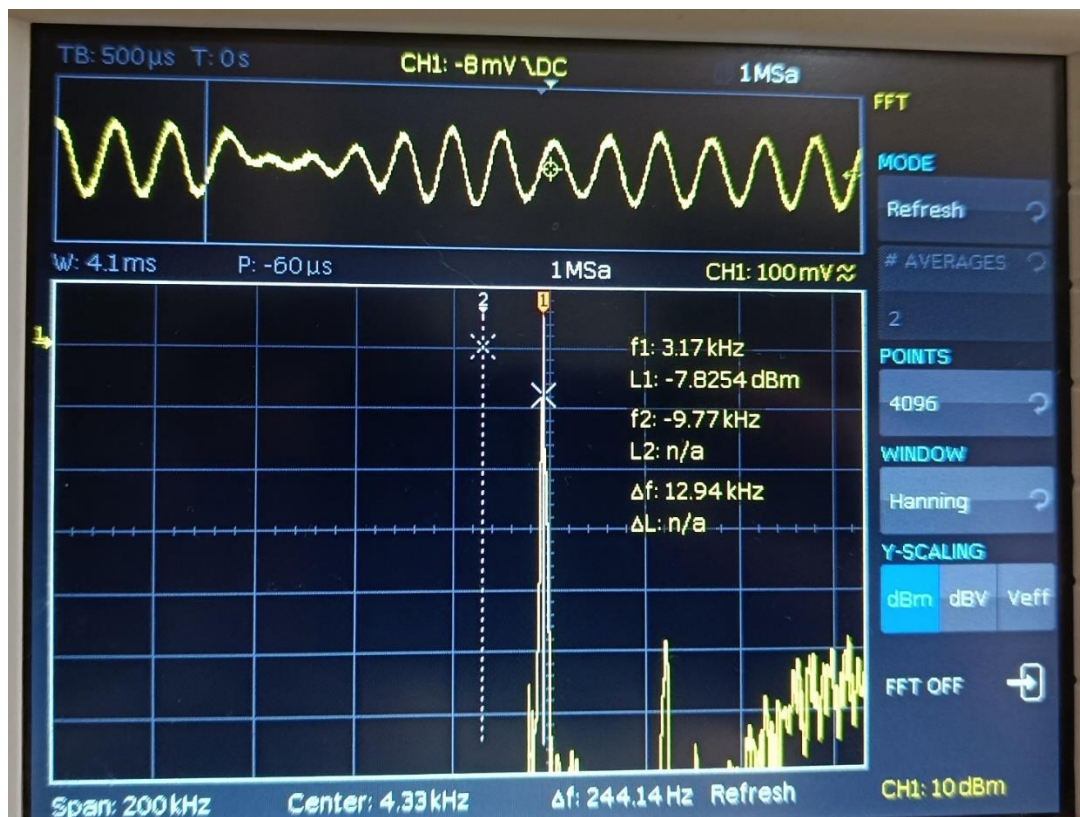 TB: 500µs T: 0s CH1: -8mV DC 1MSa
FFT
MODE
Refresh
# AVERAGES
2
POINTS
4096
WINDOW
Hanning
Y-SCALING
dBm dBV Veff
FFT OFF
CH1: 10dBm
W: 4.1ms P: -60µs 1MSa CH1: 100mV
2 1
1
f1: 3.17kHz
L1: -7.8254dBm
f2: -9.77kHz
L2: n/a
Δf: 12.94kHz
ΔL: n/a
Span: 200kHz Center: 4.33kHz Δf: 244.14Hz Refresh